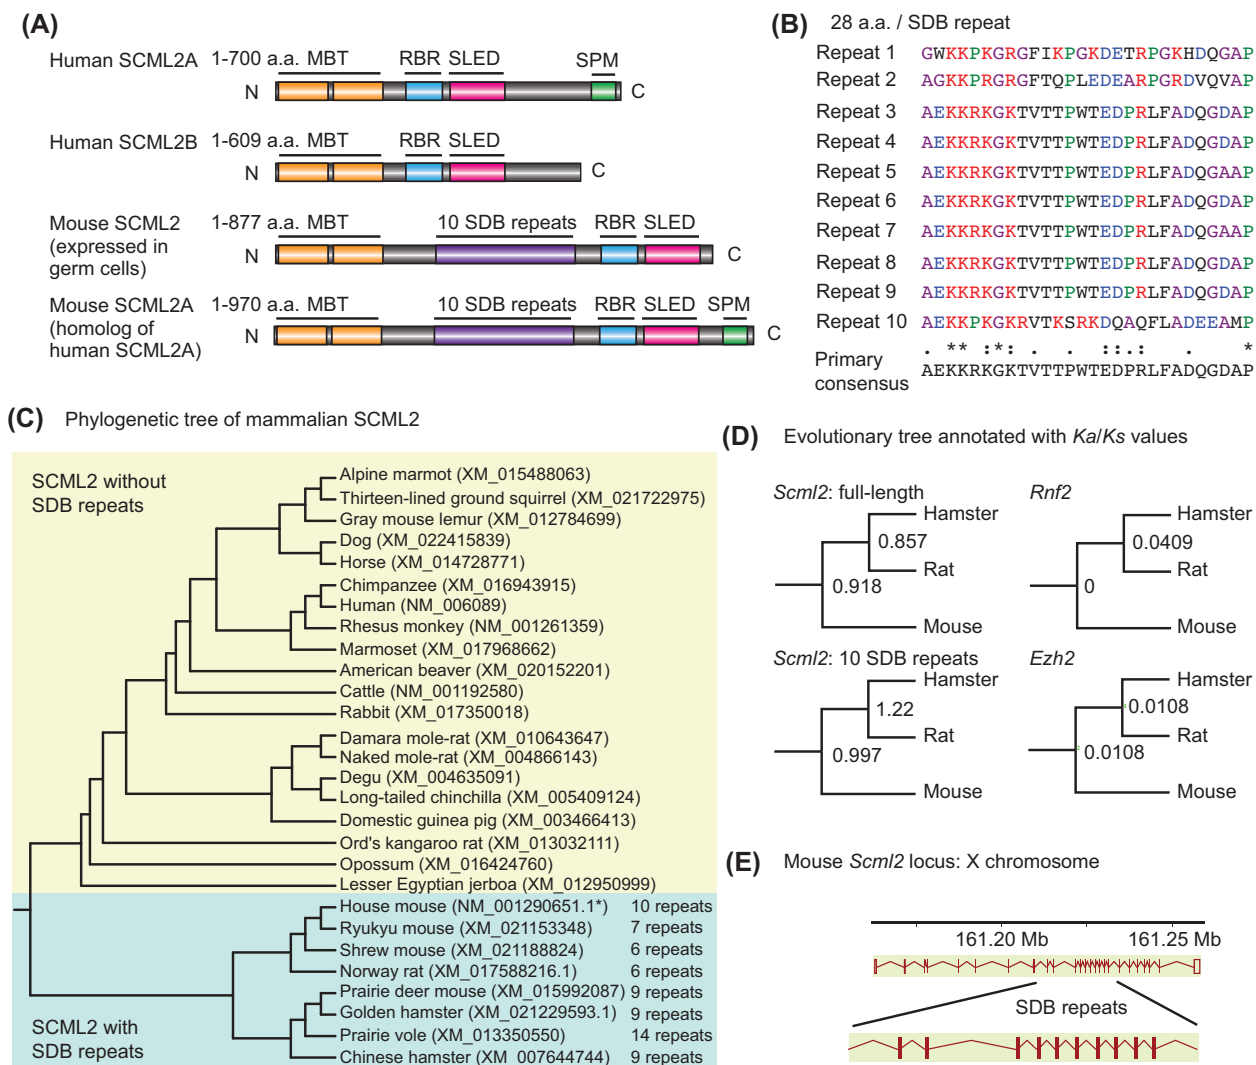 (A)
Human SCML2A 1-700 a.a. MBT RBR SLED SPM
N C
Human SCML2B 1-609 a.a. MBT RBR SLED
N C
Mouse SCML2 1-877 a.a. MBT 10 SDB repeats RBR SLED
(expressed in
germ cells) N C
Mouse SCML2A 1-970 a.a. MBT 10 SDB repeats RBR SLED SPM
(homolog of
human SCML2A) N C
(B) 28 a.a. / SDB repeat
Repeat 1 GWKKPKGRGFIKPGKDETRPGKHDQGAP
Repeat 2 AGKKPRGRGFTQPLEDEARPGRDVQVAP
Repeat 3 AEKKRKGKTVTTPWTEDPRLFADQGDAP
Repeat 4 AEKKRKGKTVTTPWTEDPRLFADQGDAP
Repeat 5 AEKKRKGKTVTTPWTEDPRLFADQGAAP
Repeat 6 AEKKRKGKTVTTPWTEDPRLFADQGDAP
Repeat 7 AEKKRKGKTVTTPWTEDPRLFADQGAAP
Repeat 8 AEKKRKGKTVTTPWTEDPRLFADQGDAP
Repeat 9 AEKKRKGKTVTTPWTEDPRLFADQGDAP
Repeat 10 AEKKPKGKRVTKSRKDQAQFLADEEAMP
. ** :*: . . ::.: . *
Primary
consensus AEKKRKGKTVTTPWTEDPRLFADQGDAP
(C) Phylogenetic tree of mammalian SCML2
SCML2 without
SDB repeats
Alpine marmot (XM_015488063)
Thirteen-lined ground squirrel (XM_021722975)
Gray mouse lemur (XM_012784699)
Dog (XM_022415839)
Horse (XM_014728771)
Chimpanzee (XM_016943915)
Human (NM_006089)
Rhesus monkey (NM_001261359)
Marmoset (XM_017968662)
American beaver (XM_020152201)
Cattle (NM_001192580)
Rabbit (XM_017350018)
Damara mole-rat (XM_010643647)
Naked mole-rat (XM_004866143)
Degu (XM_004635091)
Long-tailed chinchilla (XM_005409124)
Domestic guinea pig (XM_003466413)
Ord's kangaroo rat (XM_013032111)
Opossum (XM_016424760)
Lesser Egyptian jerboa (XM_012950999)
House mouse (NM_001290651.1*) 10 repeats
Ryukyu mouse (XM_021153348) 7 repeats
Shrew mouse (XM_021188824) 6 repeats
Norway rat (XM_017588216.1) 6 repeats
Prairie deer mouse (XM_015992087) 9 repeats
Golden hamster (XM_021229593.1) 9 repeats
Prairie vole (XM_013350550) 14 repeats
Chinese hamster (XM_007644744) 9 repeats
SCML2 with
SDB repeats
(D) Evolutionary tree annotated with Ka/Ks values
Scml2: full-length
Hamster
0.857
Rat
0.918
Mouse
Rnf2
Hamster
0.0409
Rat
0
Mouse
Scml2: 10 SDB repeats
Hamster
1.22
Rat
0.997
Mouse
Ezh2
Hamster
0.0108
Rat
0.0108
Mouse
(E) Mouse Scml2 locus: X chromosome
161.20 Mb 161.25 Mb
SDB repeats